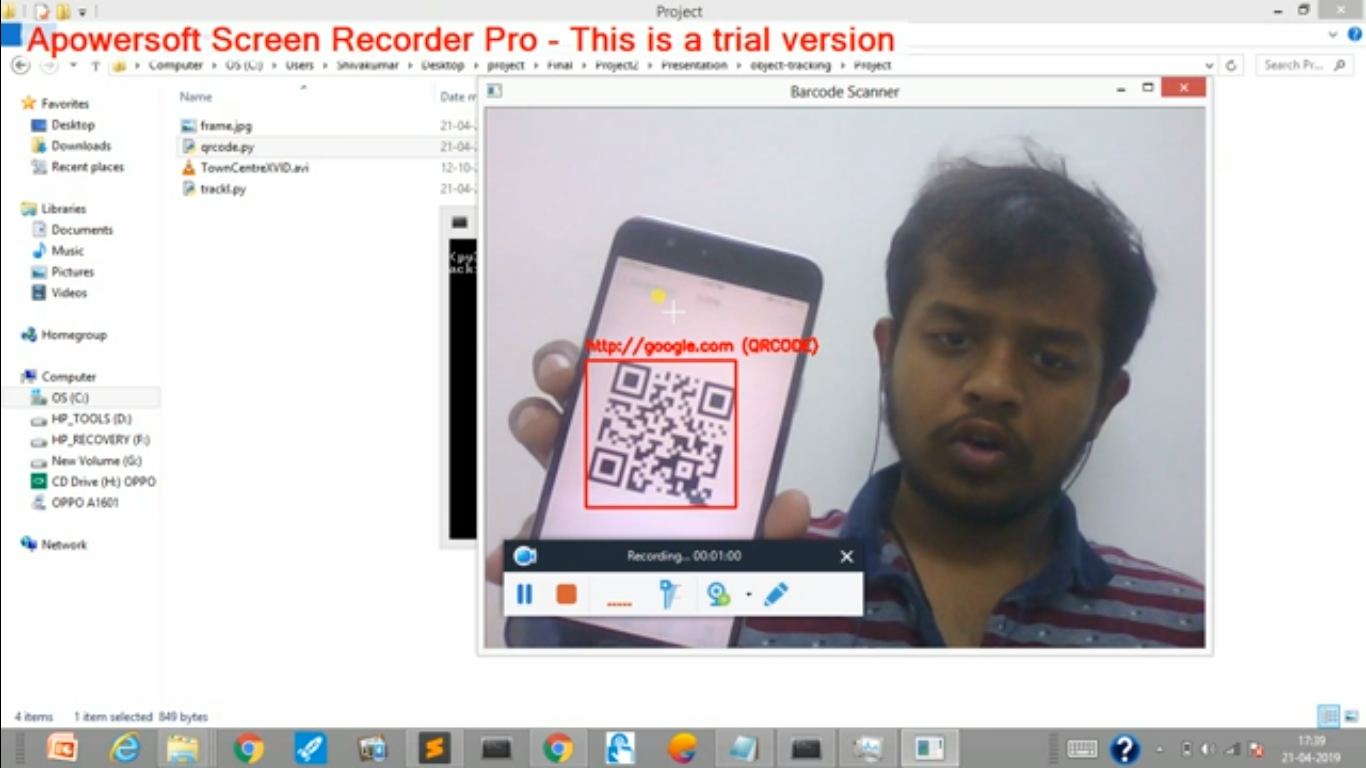 Project
Apowersoft Screen Recorder Pro - This is a trial version
Computer OS (C:) Users Shivakumar Desktop project Final Project2 Presentation object-tracking Project
Search Pr...
Favorites
Desktop
Downloads
Recent places
Libraries
Documents
Music
Pictures
Videos
Homegroup
Computer
OS (C:)
HP_TOOLS (D:)
HP_RECOVERY (F:)
New Volume (G:)
CD Drive (H:) OPPO
OPPO A1601
Network
Name
Date m
frame.jpg
21-04-
qrcode.py
21-04-
TownCentreXVID.avi
12-10-
track1.py
21-04-
Barcode Scanner
http://google.com (QRCODE)
Recording... 00:01:00
4 items 1 item selected 849 bytes
17:39
21-04-2019